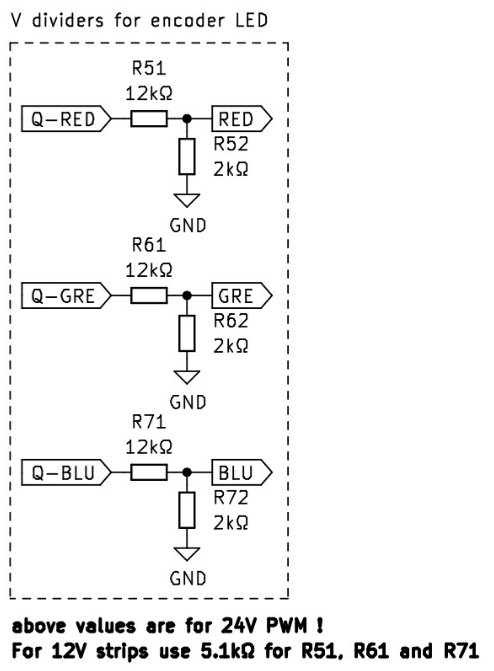 V dividers for encoder LED
R51
12kΩ
Q-RED
RED
R52
2kΩ
GND
R61
12kΩ
Q-GRE
GRE
R62
2kΩ
GND
R71
12kΩ
Q-BLU
BLU
R72
2kΩ
GND
above values are for 24V PWM !
For 12V strips use 5.1kΩ for R51, R61 and R71